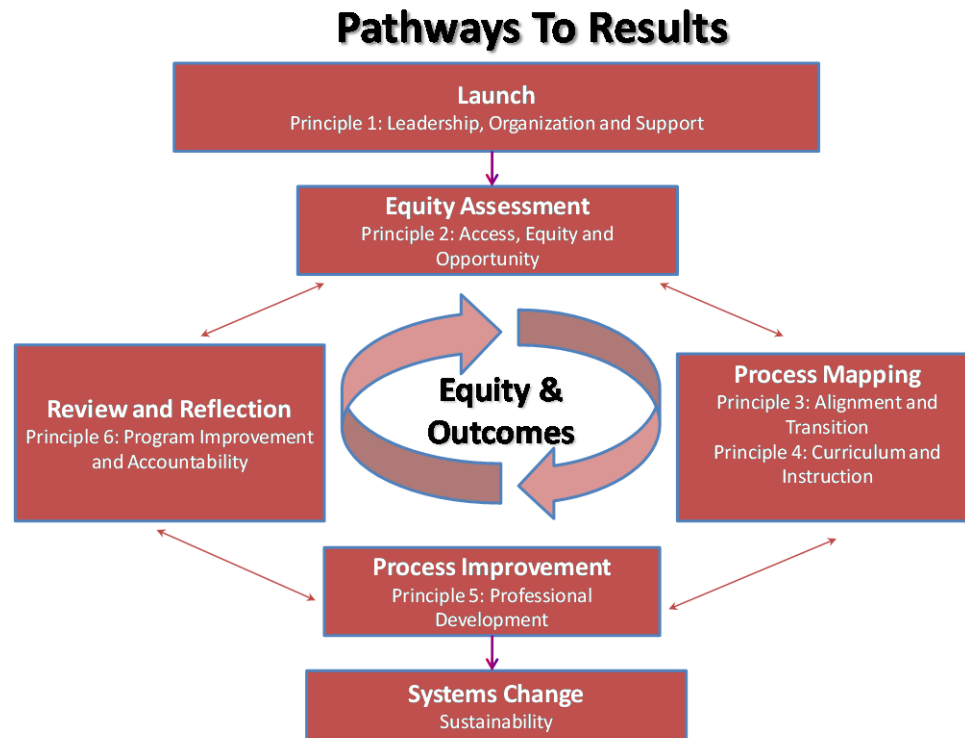 Pathways To Results
Launch
Principle 1: Leadership, Organization and Support
Equity Assessment
Principle 2: Access, Equity and
Opportunity
Equity &
Outcomes
Process Mapping
Principle 3: Alignment and
Transition
Principle 4: Curriculum and
Instruction
Review and Reflection
Principle 6: Program Improvement
and Accountability
Process Improvement
Principle 5: Professional
Development
Systems Change
Sustainability